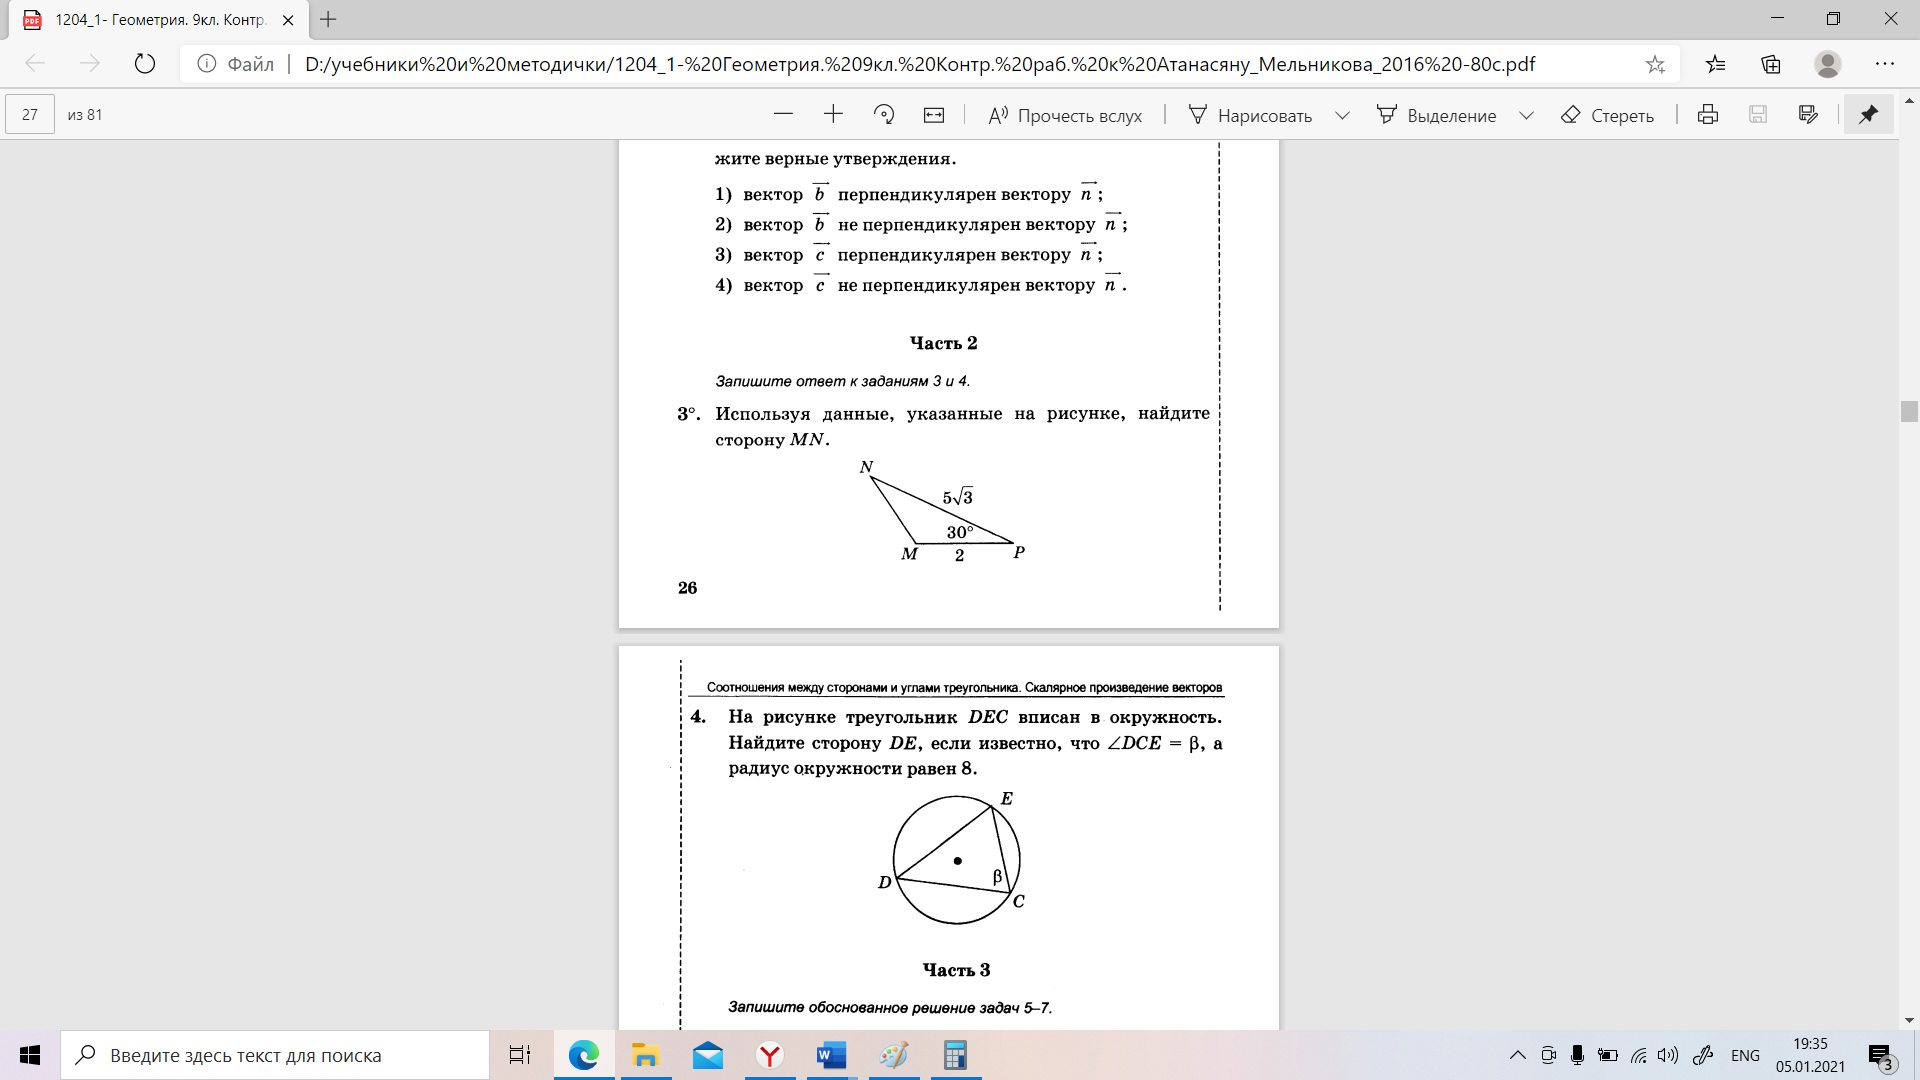 1204_1- Геометрия. 9кл. Контр.
Файл
D:/учебники%20и%20методички/1204_1-%20Геометрия.%209кл.%20Контр.%20раб.%20к%20Атанасяну_Мельникова_2016%20-80с.pdf
27 из 81
Прочесть вслух
Нарисовать
Выделение
Стереть
жите верные утверждения.
1) вектор b перпендикулярен вектору n ;
2) вектор b не перпендикулярен вектору n ;
3) вектор c перпендикулярен вектору n ;
4) вектор c не перпендикулярен вектору n .
Часть 2
Запишите ответ к заданиям 3 и 4.
3°. Используя данные, указанные на рисунке, найдите
сторону MN.
N
5√3
30°
M
2
P
26
Соотношения между сторонами и углами треугольника. Скалярное произведение векторов
4. На рисунке треугольник DEC вписан в окружность.
Найдите сторону DE, если известно, что ∠DCE = β, а
радиус окружности равен 8.
E
D
β
C
Часть 3
Запишите обоснованное решение задач 5–7.
Введите здесь текст для поиска
ENG
19:35
05.01.2021
3